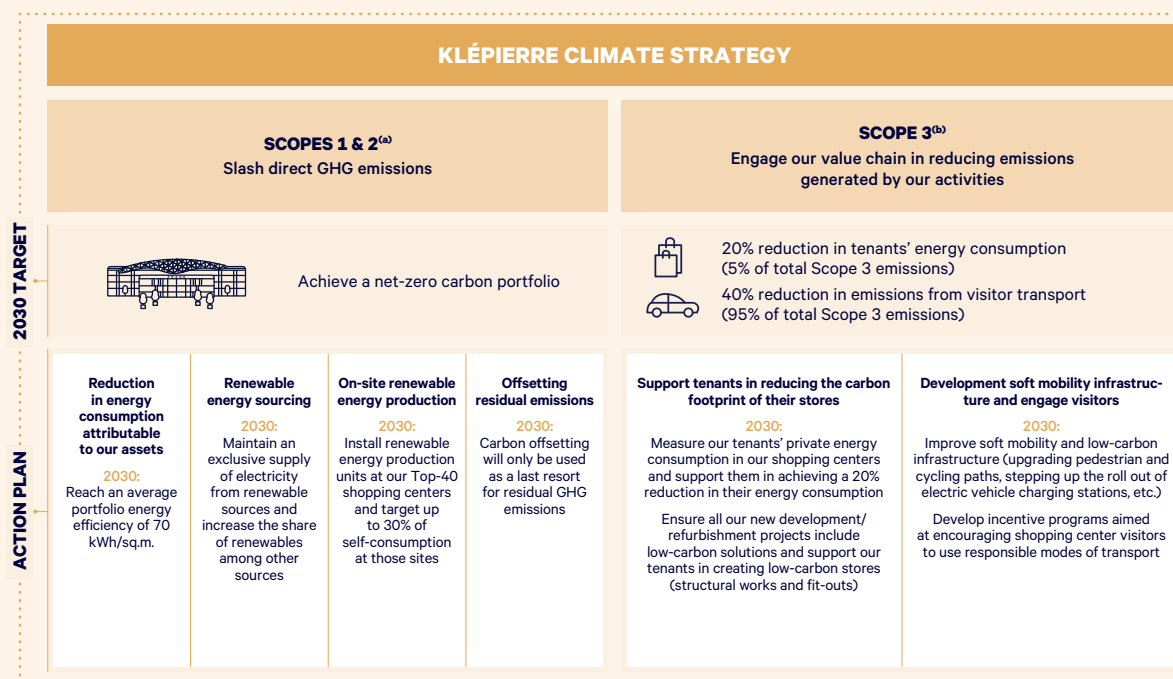 KLÉPIERRE CLIMATE STRATEGY
SCOPES 1 & 2(a)
Slash direct GHG emissions
SCOPE 3(b)
Engage our value chain in reducing emissions
generated by our activities
2030 TARGET
Achieve a net-zero carbon portfolio
20% reduction in tenants' energy consumption
(5% of total Scope 3 emissions)
40% reduction in emissions from visitor transport
(95% of total Scope 3 emissions)
ACTION PLAN
Reduction
in energy
consumption
attributable
to our assets
2030:
Reach an average
portfolio energy
efficiency of 70
kWh/sq.m.
Renewable
energy sourcing
2030:
Maintain an
exclusive supply
of electricity
from renewable
sources and
increase the share
of renewables
among other
sources
On-site renewable
energy production
2030:
Install renewable
energy production
units at our Top-40
shopping centers
and target up
to 30% of
self-consumption
at those sites
Offsetting
residual emissions
2030:
Carbon offsetting
will only be used
as a last resort
for residual GHG
emissions
Support tenants in reducing the carbon
footprint of their stores
2030:
Measure our tenants' private energy
consumption in our shopping centers
and support them in achieving a 20%
reduction in their energy consumption
Ensure all our new development/
refurbishment projects include
low-carbon solutions and support our
tenants in creating low-carbon stores
(structural works and fit-outs)
Development soft mobility infrastruc-
ture and engage visitors
2030:
Improve soft mobility and low-carbon
infrastructure (upgrading pedestrian and
cycling paths, stepping up the roll out of
electric vehicle charging stations, etc.)
Develop incentive programs aimed
at encouraging shopping center visitors
to use responsible modes of transport